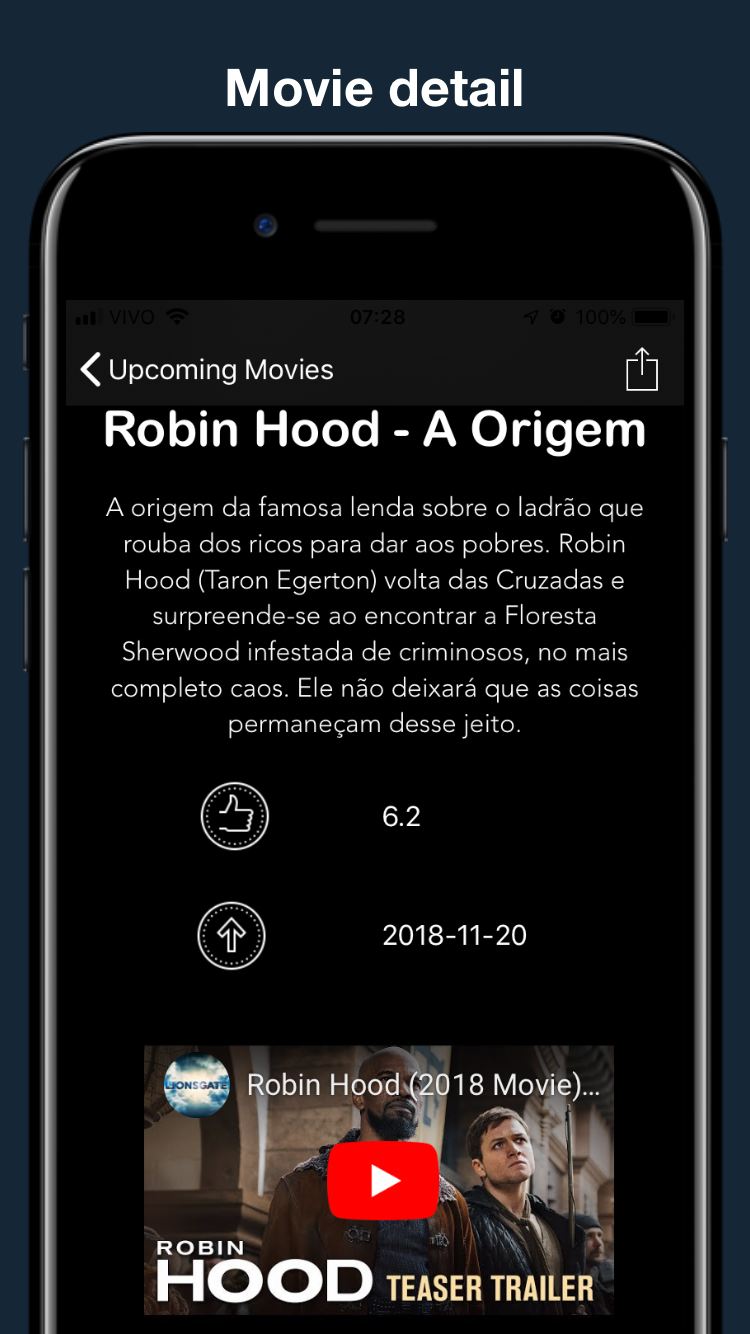 Movie detail
VIVO 07:28 100%
Upcoming Movies
Robin Hood - A Origem
A origem da famosa lenda sobre o ladrão que
rouba dos ricos para dar aos pobres. Robin
Hood (Taron Egerton) volta das Cruzadas e
surpreende-se ao encontrar a Floresta
Sherwood infestada de criminosos, no mais
completo caos. Ele não deixará que as coisas
permaneçam desse jeito.
6.2
2018-11-20
LIONSGATE Robin Hood (2018 Movie)...
ROBIN
HOOD TEASER TRAILER